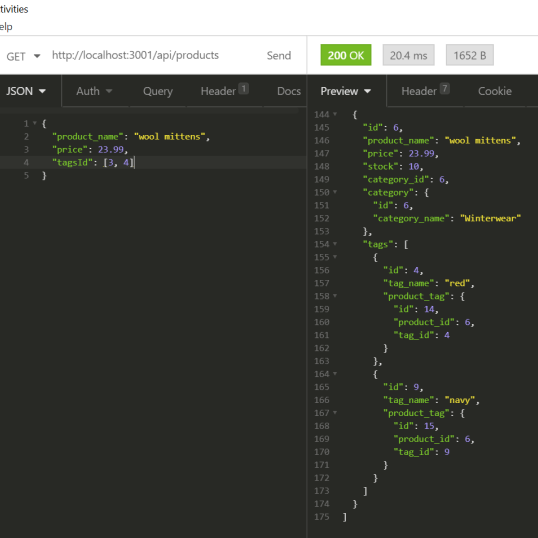 tivities
elp
GET http://localhost:3001/api/products Send 200 OK 20.4 ms 1652 B
JSON Auth Query Header 1 Docs
Preview Header 7 Cookie
1 {
2 "product_name": "wool mittens",
3 "price": 23.99,
4 "tagsId": [3, 4]
5 }
144 {
145 "id": 6,
146 "product_name": "wool mittens",
147 "price": 23.99,
148 "stock": 10,
149 "category_id": 6,
150 "category": {
151 "id": 6,
152 "category_name": "Winterwear"
153 },
154 "tags": [
155 {
156 "id": 4,
157 "tag_name": "red",
158 "product_tag": {
159 "id": 14,
160 "product_id": 6,
161 "tag_id": 4
162 }
163 },
164 {
165 "id": 9,
166 "tag_name": "navy",
167 "product_tag": {
168 "id": 15,
169 "product_id": 6,
170 "tag_id": 9
171 }
172 }
173 ]
174 }
175 ]